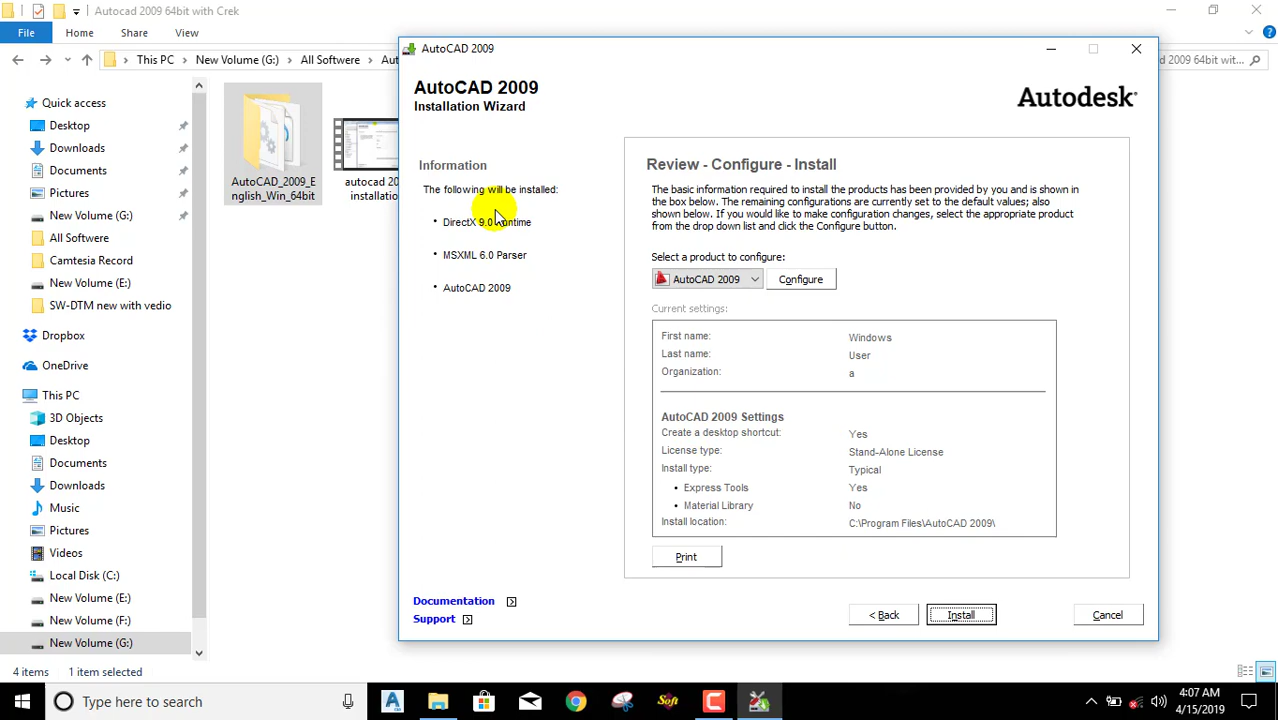 Autocad 2009 64bit with Crek
File
Home
Share
View
This PC
New Volume (G:)
All Softwere
2009 64bit wit...
Quick access
Desktop
Downloads
Documents
Pictures
New Volume (G:)
All Softwere
Camtesia Record
New Volume (E:)
SW-DTM new with vedio
Dropbox
OneDrive
This PC
3D Objects
Desktop
Documents
Downloads
Music
Pictures
Videos
Local Disk (C:)
New Volume (E:)
New Volume (F:)
New Volume (G:)
AutoCAD_2009_E
nglish_Win_64bit
autocad 20
installatio
4 items
1 item selected
AutoCAD 2009
AutoCAD 2009
Installation Wizard
Autodesk®
Information
The following will be installed:
• DirectX 9.0 Runtime
• MSXML 6.0 Parser
• AutoCAD 2009
Review - Configure - Install
The basic information required to install the products has been provided by you and is shown in
the box below. The remaining configurations are currently set to the default values; also
shown below. If you would like to make configuration changes, select the appropriate product
from the drop down list and click the Configure button.
Select a product to configure:
AutoCAD 2009
Configure
Current settings:
First name: Windows
Last name: User
Organization: a
AutoCAD 2009 Settings
Create a desktop shortcut: Yes
License type: Stand-Alone License
Install type: Typical
• Express Tools Yes
• Material Library No
Install location: C:\Program Files\AutoCAD 2009\
Print
Documentation
Support
< Back
Install
Cancel
Type here to search
Soft
4:07 AM
4/15/2019